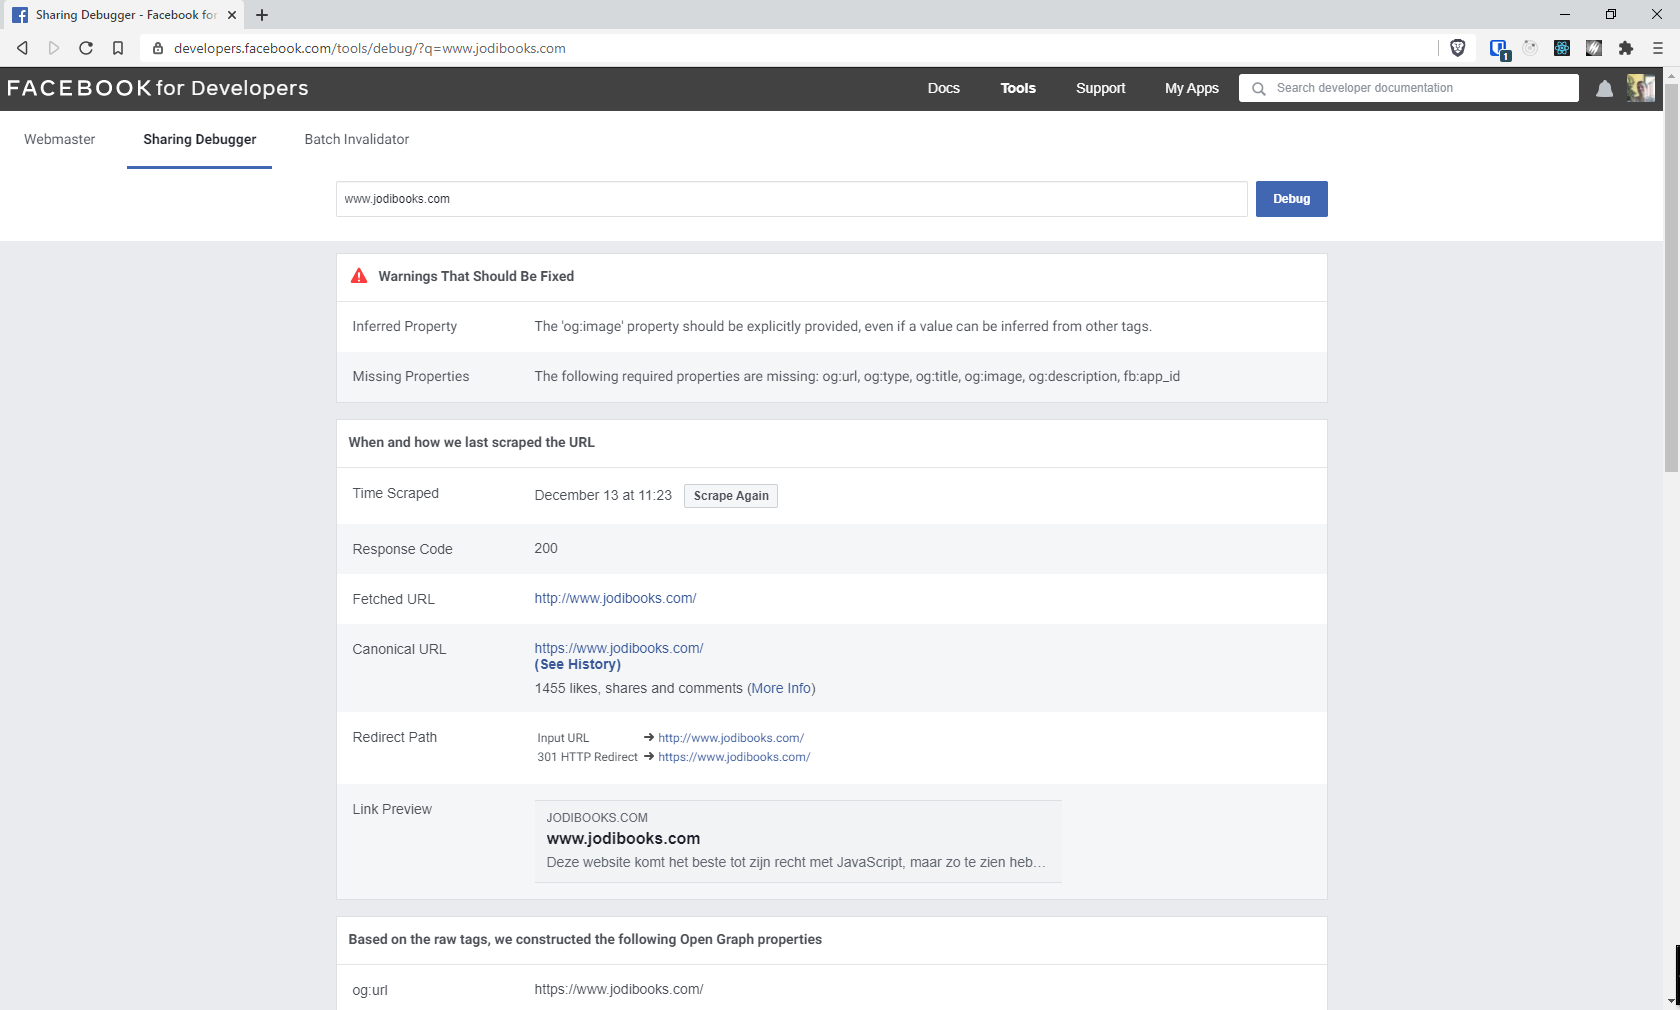 Sharing Debugger - Facebook for
developers.facebook.com/tools/debug/?q=www.jodibooks.com
1
FACEBOOK for Developers
Docs
Tools
Support
My Apps
Search developer documentation
Webmaster
Sharing Debugger
Batch Invalidator
www.jodibooks.com
Debug
Warnings That Should Be Fixed
Inferred Property
The 'og:image' property should be explicitly provided, even if a value can be inferred from other tags.
Missing Properties
The following required properties are missing: og:url, og:type, og:title, og:image, og:description, fb:app_id
When and how we last scraped the URL
Time Scraped
December 13 at 11:23
Scrape Again
Response Code
200
Fetched URL
http://www.jodibooks.com/
Canonical URL
https://www.jodibooks.com/
(See History)
1455 likes, shares and comments (More Info)
Redirect Path
Input URL → http://www.jodibooks.com/
301 HTTP Redirect → https://www.jodibooks.com/
Link Preview
JODIBOOKS.COM
www.jodibooks.com
Deze website komt het beste tot zijn recht met JavaScript, maar zo te zien heb…
Based on the raw tags, we constructed the following Open Graph properties
og:url
https://www.jodibooks.com/